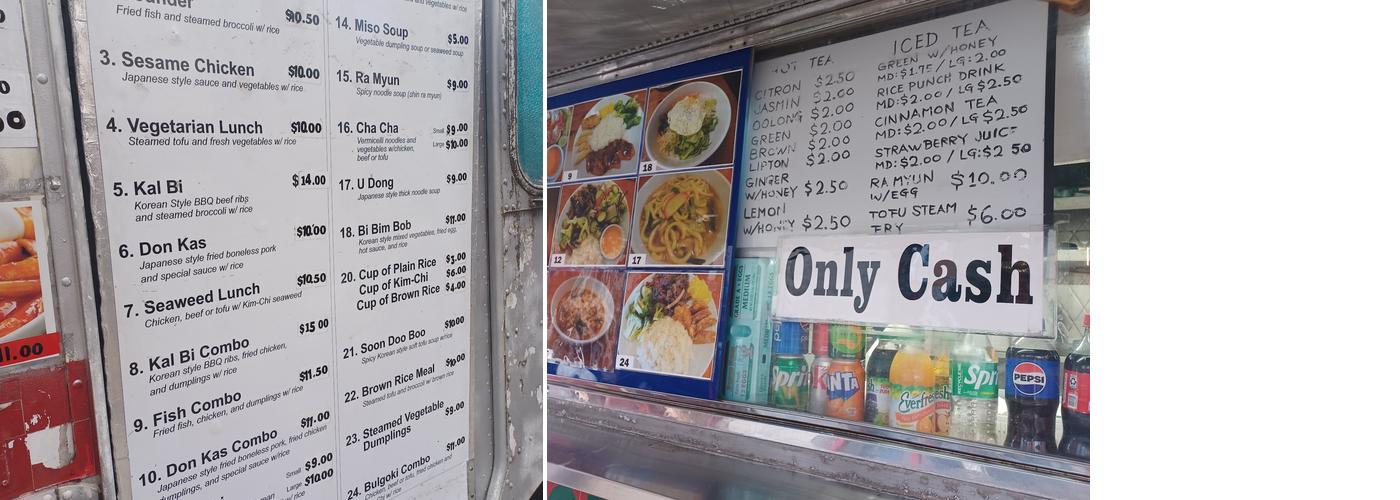 $10.50
Fried fish and steamed broccoli w/ rice
3. Sesame Chicken $10.00
Japanese style sauce and vegetables w/ rice
4. Vegetarian Lunch $10.00
Steamed tofu and fresh vegetables w/ rice
5. Kal Bi $14.00
Korean Style BBQ beef ribs
and steamed broccoli w/ rice
6. Don Kas $10.00
Japanese style fried boneless pork
and special sauce w/ rice
7. Seaweed Lunch $10.50
Chicken, beef or tofu w/ Kim-Chi seaweed
8. Kal Bi Combo $15.00
Korean style BBQ ribs, fried chicken,
and dumplings w/ rice
9. Fish Combo $11.50
Fried fish, chicken, and dumplings w/ rice
10. Don Kas Combo $11.00
Japanese style fried boneless pork, fried chicken
dumplings, and special sauce w/rice
Small $9.00
Large $10.00
w/ rice
14. Miso Soup $5.00
Vegetable dumpling soup or seaweed soup
15. Ra Myun $9.00
Spicy noodle soup (shin ra myun)
16. Cha Cha Small $9.00
Vermicelli noodles and
vegetables w/chicken, Large $10.00
beef or tofu
17. U Dong $9.00
Japanese style thick noodle soup
18. Bi Bim Bob $11.00
Korean style mixed vegetables, fried egg,
hot sauce, and rice
20. Cup of Plain Rice $3.00
Cup of Kim-Chi $6.00
Cup of Brown Rice $4.00
21. Soon Doo Boo $10.00
Spicy Korean style soft tofu soup w/rice
22. Brown Rice Meal $10.00
Steamed tofu and broccoli w/ brown rice
23. Steamed Vegetable $9.00
Dumplings
24. Bulgoki Combo $11.00
Chicken, beef or tofu, fried chicken and
w/ rice
11.00
9
18
12
17
24
HOT TEA
CITRON $2.50
JASMIN $2.00
OOLONG $2.00
GREEN $2.00
BROWN $2.00
LIPTON $2.00
GINGER
W/HONEY $2.50
LEMON
W/HONEY $2.50
ICED TEA
GREEN W/HONEY
MD:$1.75 / LG:2.00
RICE PUNCH DRINK
MD:$2.00 / LG $2.50
CINNAMON TEA
MD:$2.00 / LG $2.50
STRAWBERRY JUICE
MD:$2.00 / LG:$2 50
RA MYUN $10.00
W/EGG
TOFU STEAM $6.00
FRY
Only Cash
GRADE A EGGS
MEDIUM
Everfresh
PEPSI